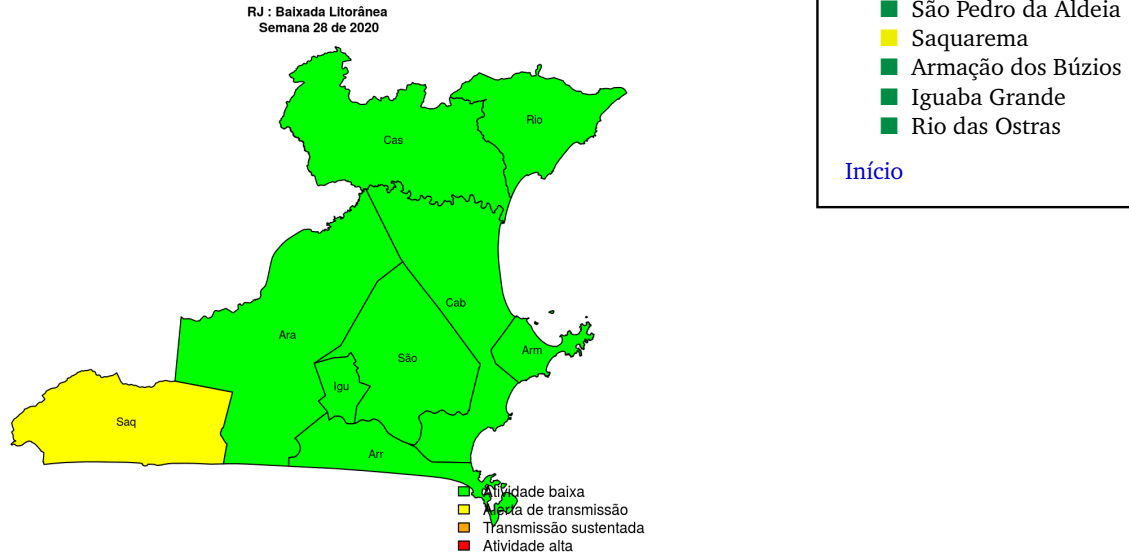 RJ : Baixada Litorânea
Semana 28 de 2020
Cas
Rio
Cab
Ara
Arm
São
Igu
Saq
Arr
Atividade baixa
Alerta de transmissão
Transmissão sustentada
Atividade alta
São Pedro da Aldeia
Saquarema
Armação dos Búzios
Iguaba Grande
Rio das Ostras
Início